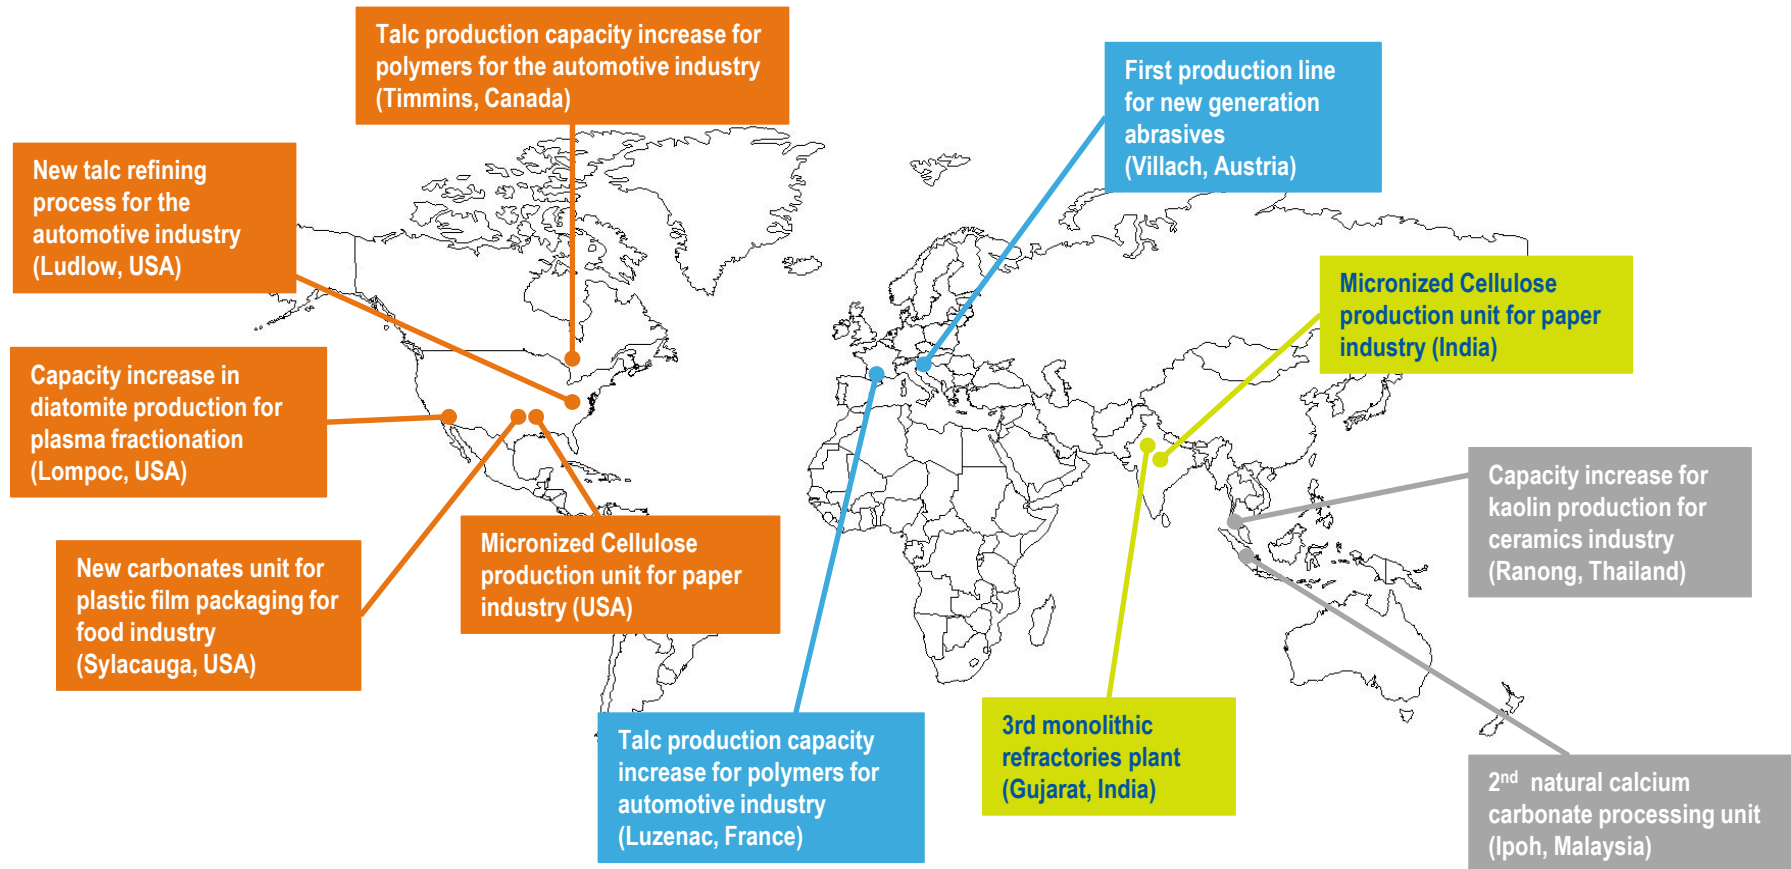 Talc production capacity increase for
polymers for the automotive industry
(Timmins, Canada)
First production line
for new generation
abrasives
(Villach, Austria)
New talc refining
process for the
automotive industry
(Ludlow, USA)
Micronized Cellulose
production unit for paper
industry (India)
Capacity increase in
diatomite production for
plasma fractionation
(Lompoc, USA)
Capacity increase for
kaolin production for
ceramics industry
(Ranong, Thailand)
Micronized Cellulose
production unit for paper
industry (USA)
New carbonates unit for
plastic film packaging for
food industry
(Sylacauga, USA)
Talc production capacity
increase for polymers for
automotive industry
(Luzenac, France)
3rd monolithic
refractories plant
(Gujarat, India)
2nd natural calcium
carbonate processing unit
(Ipoh, Malaysia)